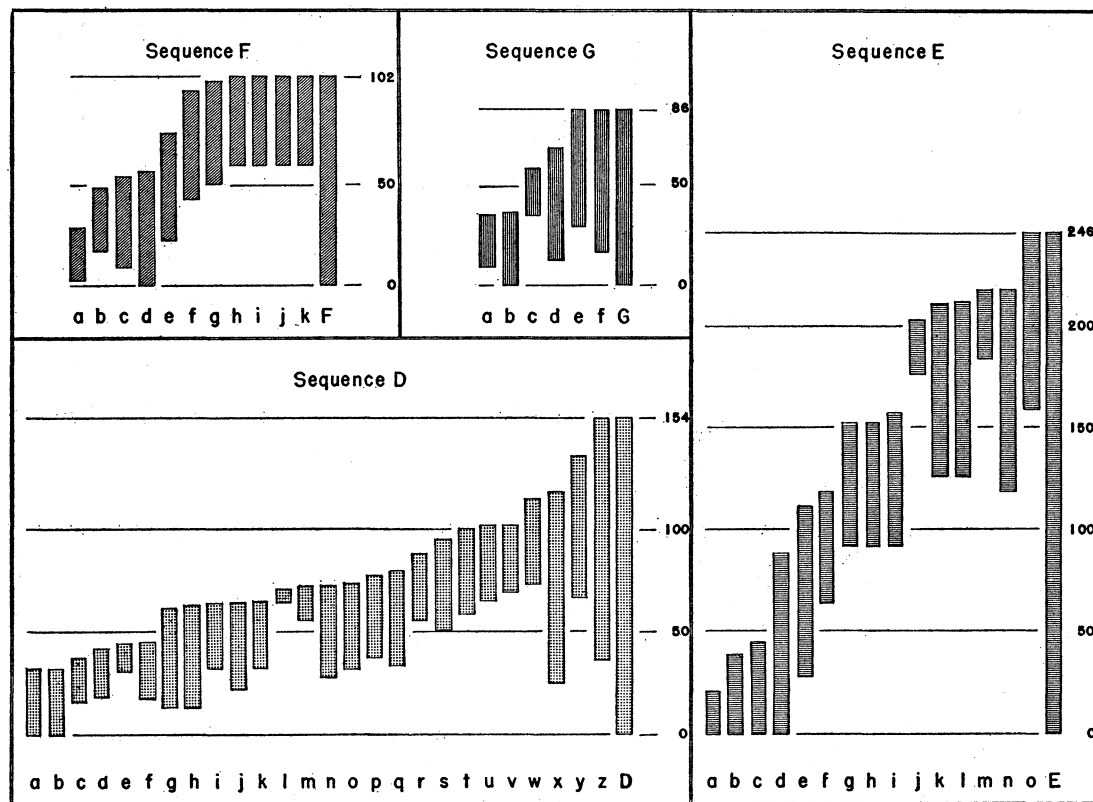 Sequence F
102
50
0
a b c d e f g h i j k F
Sequence G
86
50
0
a b c d e f G
Sequence E
246
200
150
100
50
0
a b c d e f g h i j k l m n o E
Sequence D
154
100
50
0
a b c d e f g h i j k l m n o p q r s t u v w x y z D